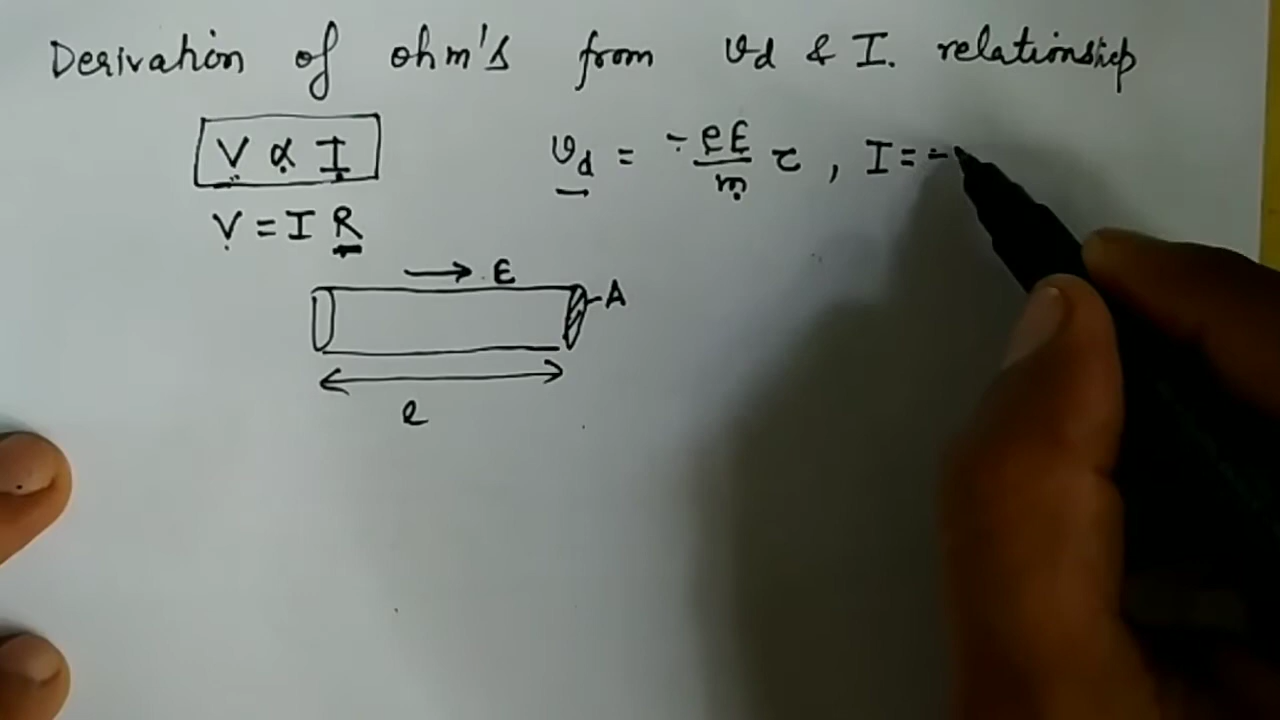 Derivation of ohm's from vd & I. relationship
V ∝ I
vd = -eE/m τ, I = -
V = I R
E
A
l